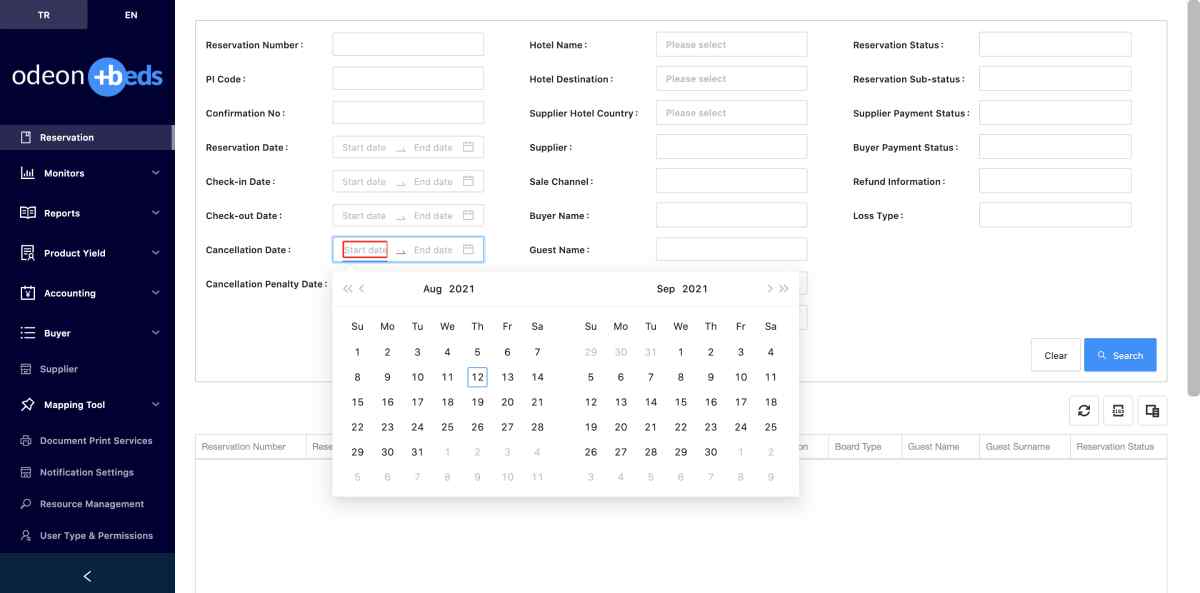 TR EN
odeon +beds
Reservation
Monitors
Reports
Product Yield
Accounting
Buyer
Supplier
Mapping Tool
Document Print Services
Notification Settings
Resource Management
User Type & Permissions
Reservation Number :
PI Code :
Confirmation No :
Reservation Date : Start date End date
Check-in Date : Start date End date
Check-out Date : Start date End date
Cancellation Date : Start date End date
Cancellation Penalty Date :
Hotel Name : Please select
Hotel Destination : Please select
Supplier Hotel Country : Please select
Supplier :
Sale Channel :
Buyer Name :
Guest Name :
Reservation Status :
Reservation Sub-status :
Supplier Payment Status :
Buyer Payment Status :
Refund Information :
Loss Type :
Aug 2021
Su Mo Tu We Th Fr Sa
1 2 3 4 5 6 7
8 9 10 11 12 13 14
15 16 17 18 19 20 21
22 23 24 25 26 27 28
29 30 31 1 2 3 4
5 6 7 8 9 10 11
Sep 2021
Su Mo Tu We Th Fr Sa
29 30 31 1 2 3 4
5 6 7 8 9 10 11
12 13 14 15 16 17 18
19 20 21 22 23 24 25
26 27 28 29 30 1 2
3 4 5 6 7 8 9
Clear Search
Reservation Number Rese on Board Type Guest Name Guest Surname Reservation Status